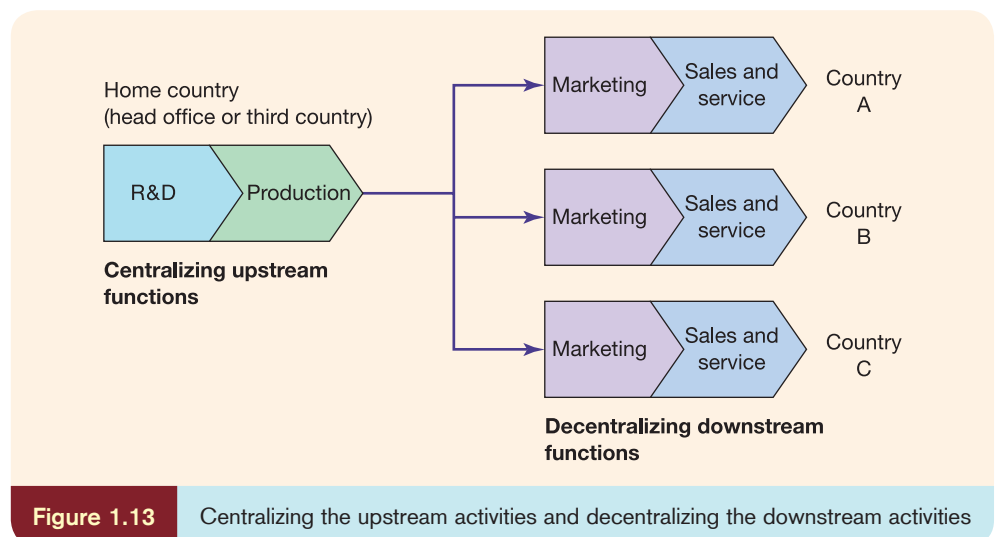 Home country
(head office or third country)
R&D
Production
Centralizing upstream
functions
Marketing
Sales and
service
Country
A
Marketing
Sales and
service
Country
B
Marketing
Sales and
service
Country
C
Decentralizing downstream
functions
Figure 1.13
Centralizing the upstream activities and decentralizing the downstream activities